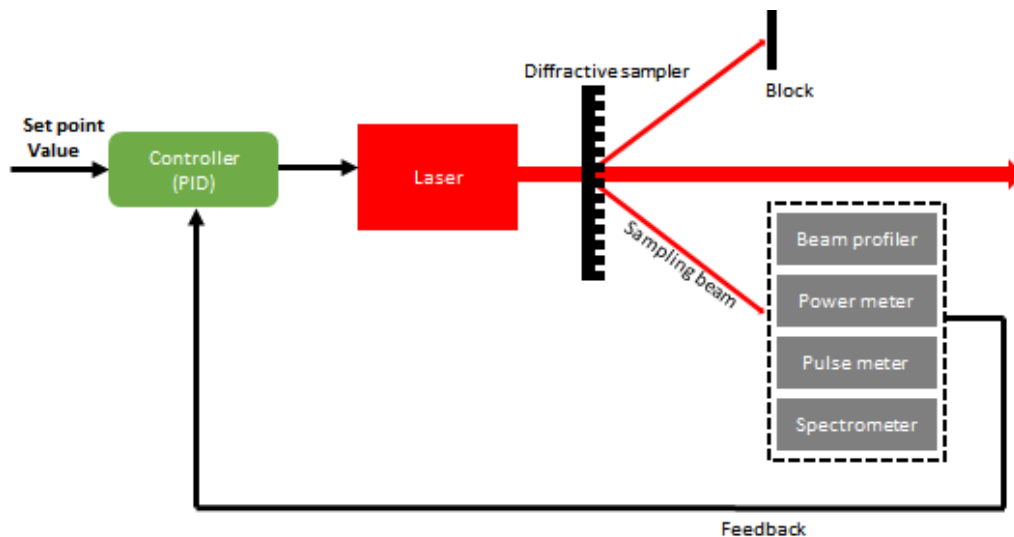 Diffractive sampler
Block
Set point
Value
Controller
(PID)
Laser
Sampling beam
Beam profiler
Power meter
Pulse meter
Spectrometer
Feedback